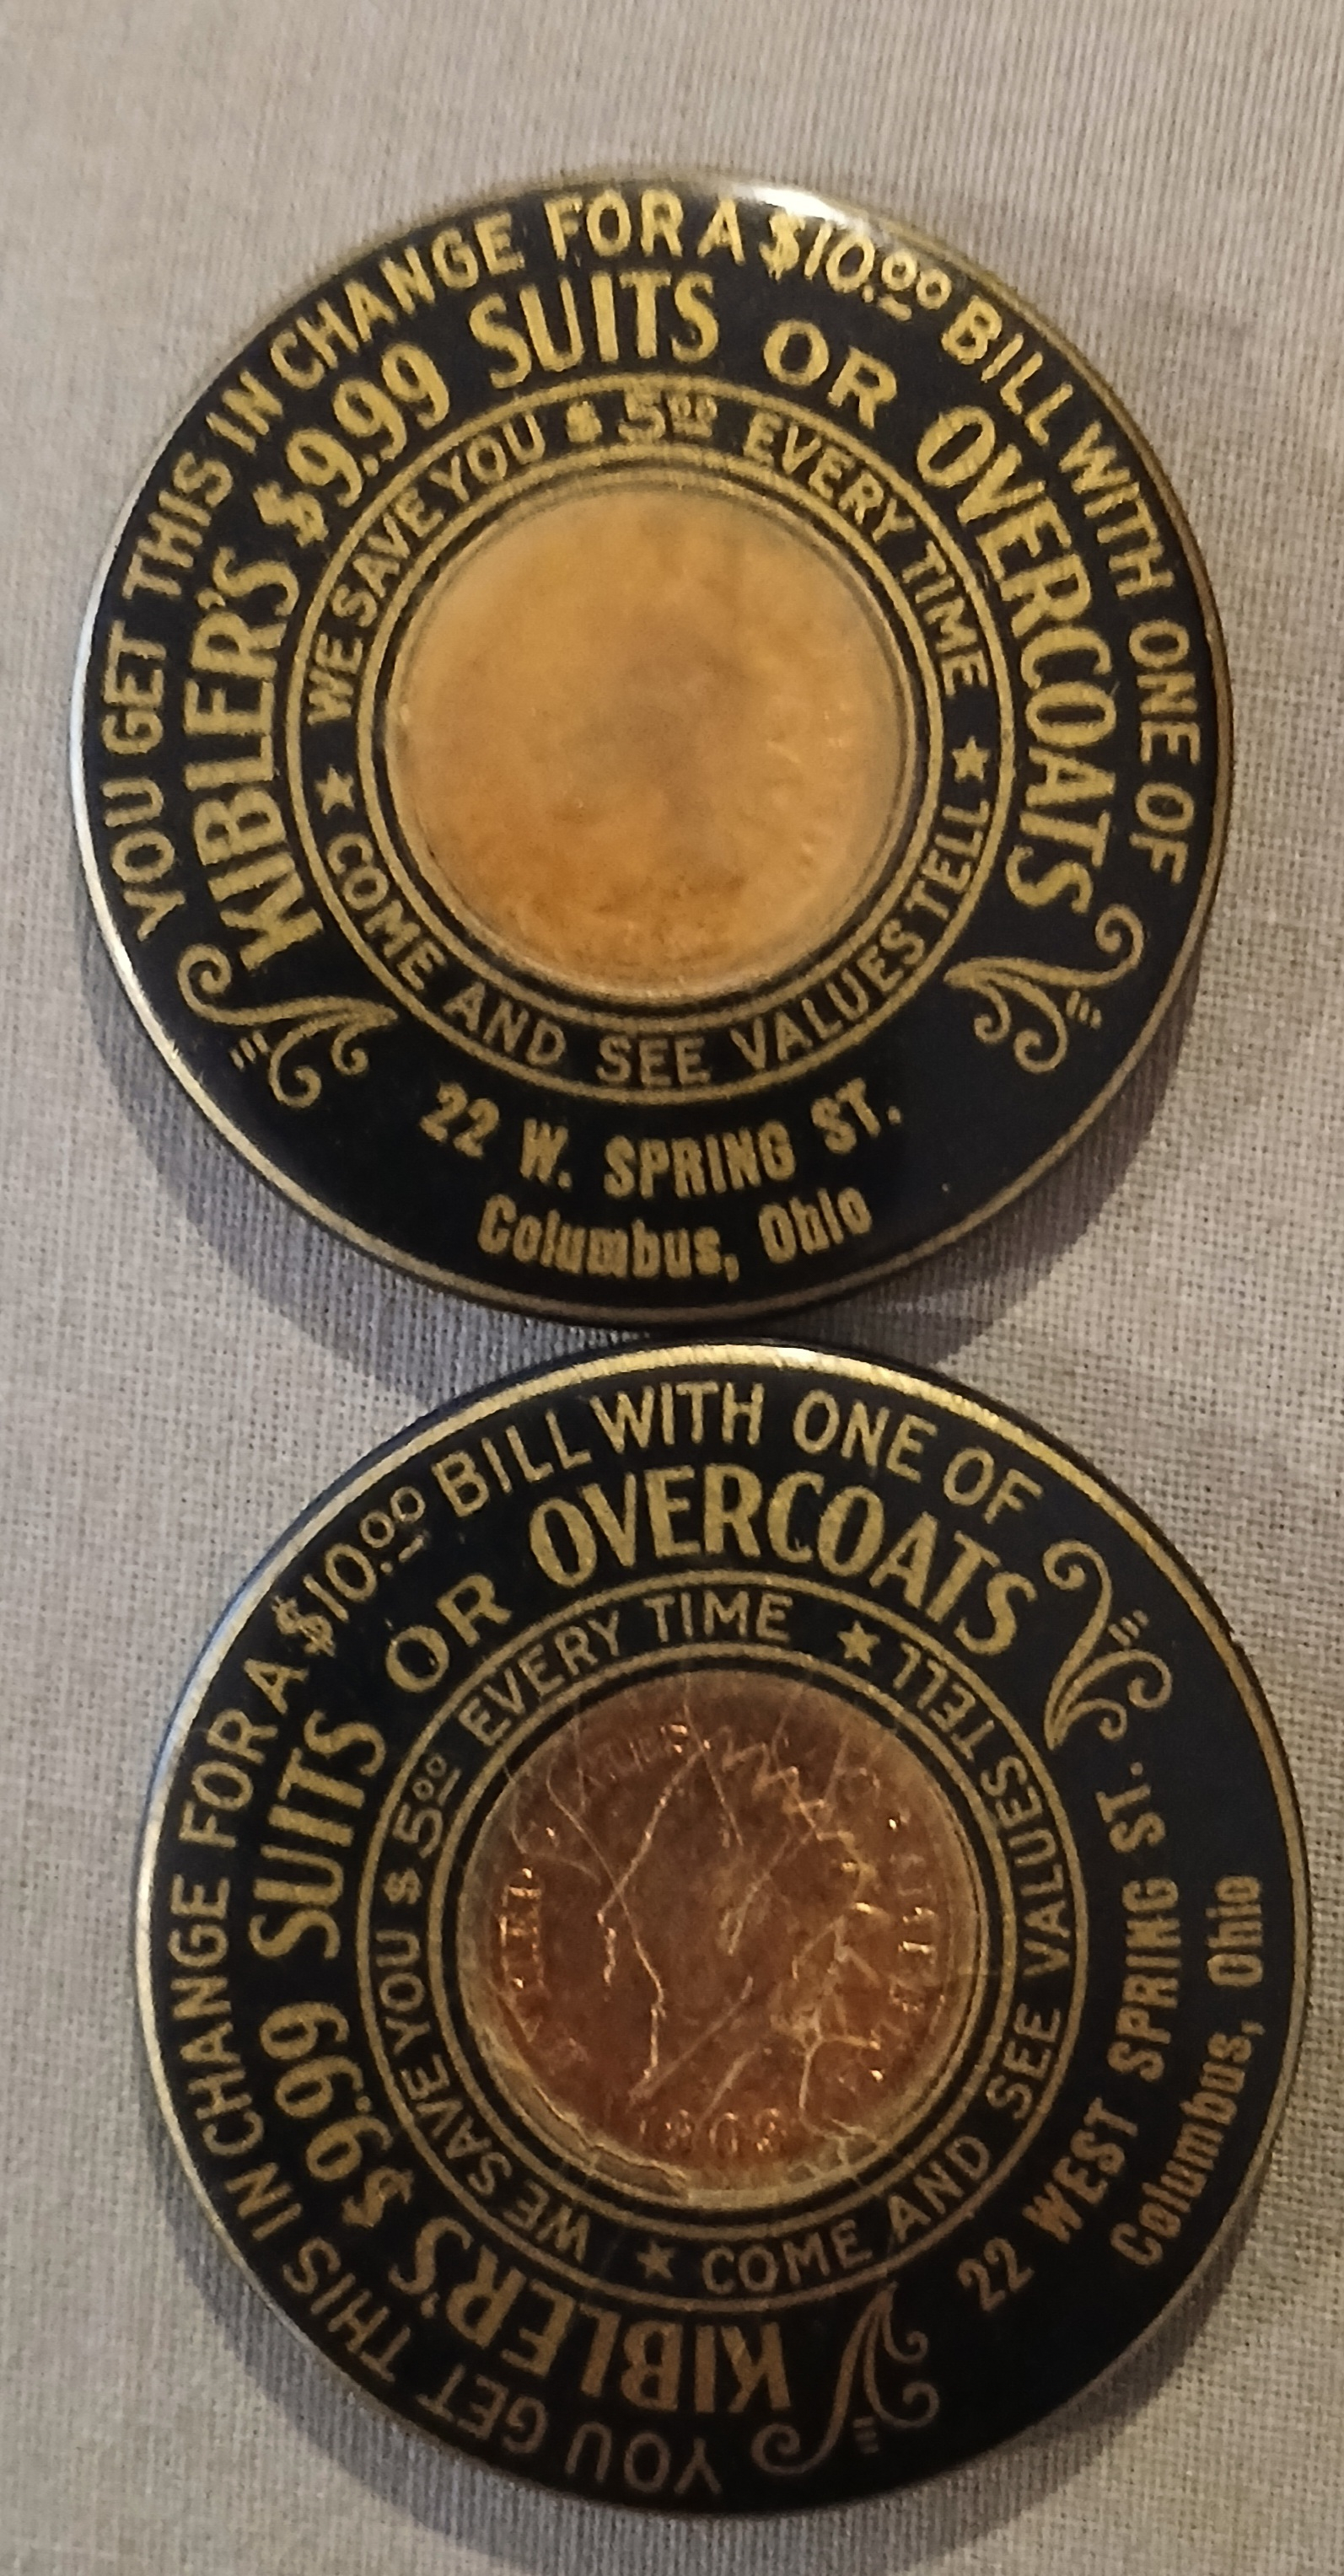 YOU GET THIS IN CHANGE FOR A $10.00 BILL WITH ONE OF
KIBLER'S $9.99 SUITS OR OVERCOATS
WE SAVE YOU $5.00 EVERY TIME
★ COME AND SEE VALUES TELL ★
22 W. SPRING ST.
Columbus, Ohio
YOU GET THIS IN CHANGE FOR A $10.00 BILL WITH ONE OF
KIBLER'S $9.99 SUITS OR OVERCOATS
WE SAVE YOU $5.00 EVERY TIME
★ COME AND SEE VALUES TELL ★
22 WEST SPRING ST.
Columbus, Ohio